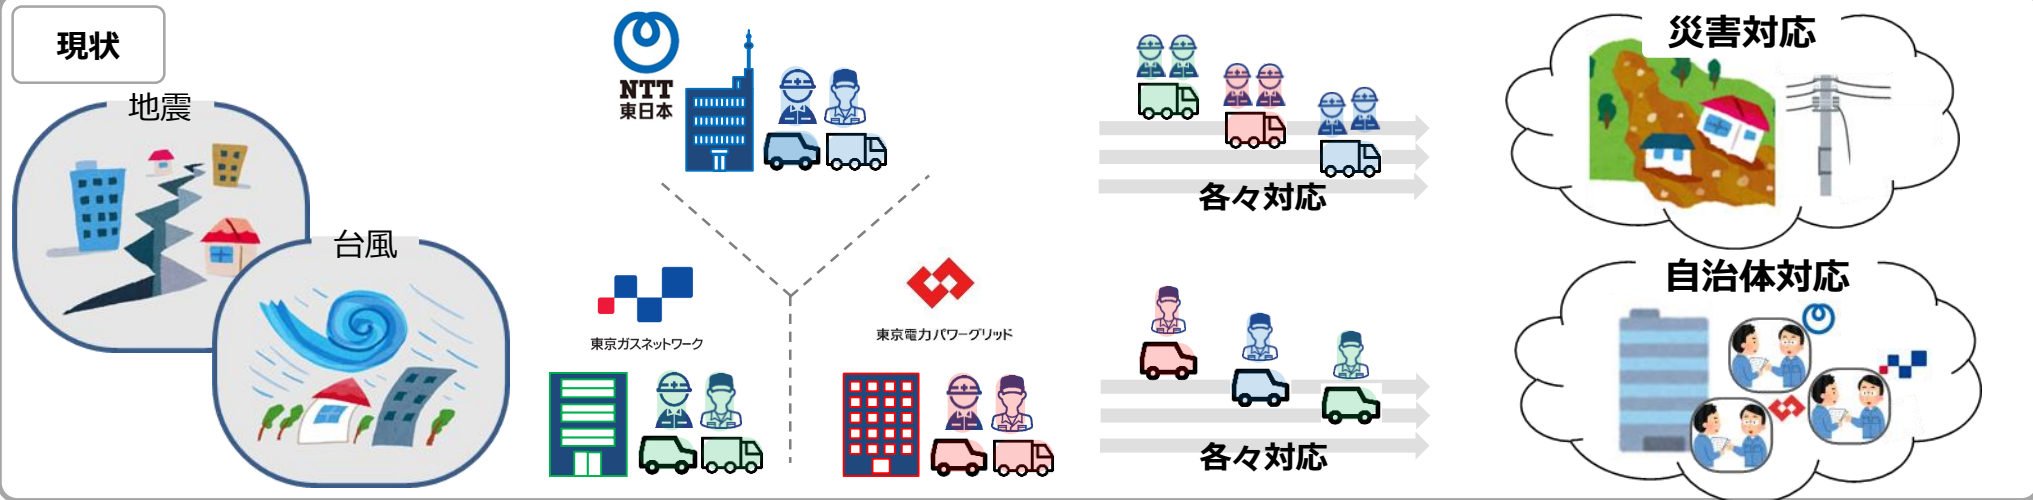 現状
地震
台風
NTT
東日本
東京ガスネットワーク
東京電力パワーグリッド
各々対応
各々対応
災害対応
自治体対応